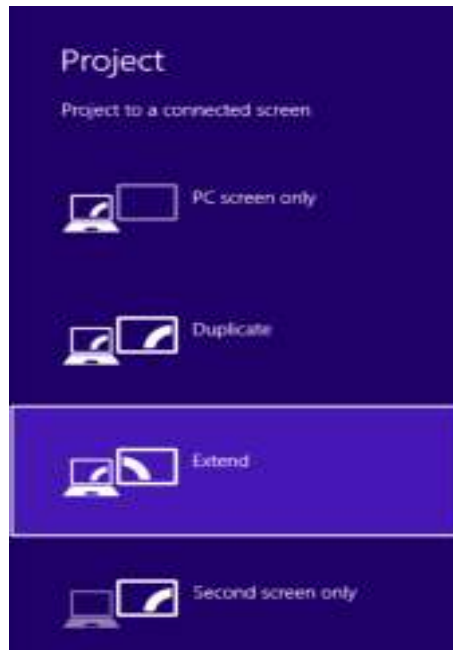 Project
Project to a connected screen
PC screen only
Duplicate
Extend
Second screen only